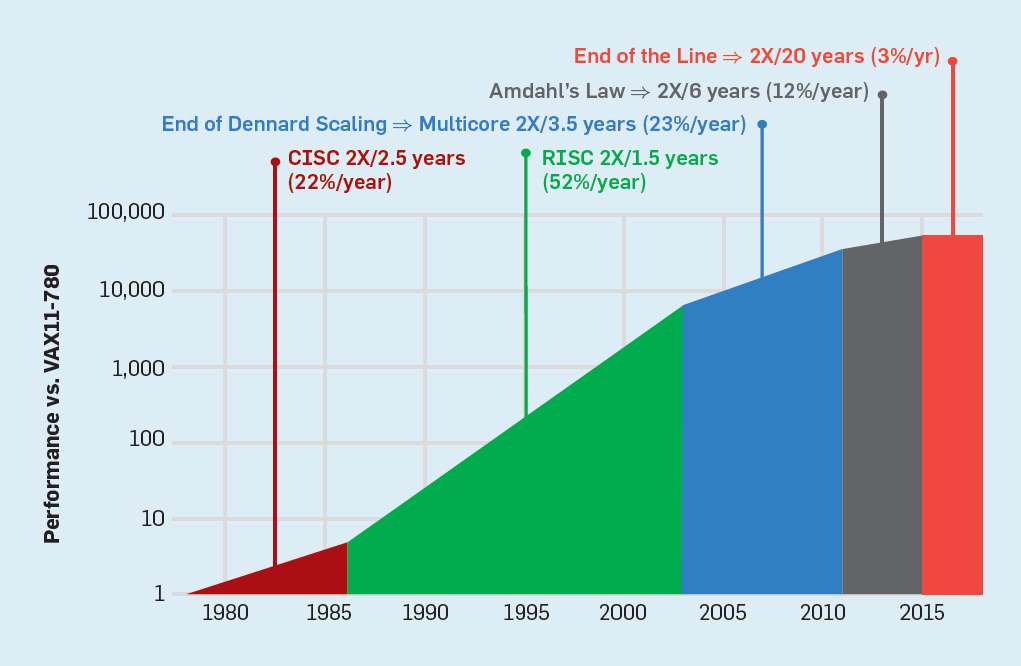 End of the Line ⇒ 2X/20 years (3%/yr)
Amdahl's Law ⇒ 2X/6 years (12%/year)
End of Dennard Scaling ⇒ Multicore 2X/3.5 years (23%/year)
CISC 2X/2.5 years
(22%/year)
RISC 2X/1.5 years
(52%/year)
100,000
10,000
1,000
100
10
1
Performance vs. VAX11-780
1980 1985 1990 1995 2000 2005 2010 2015